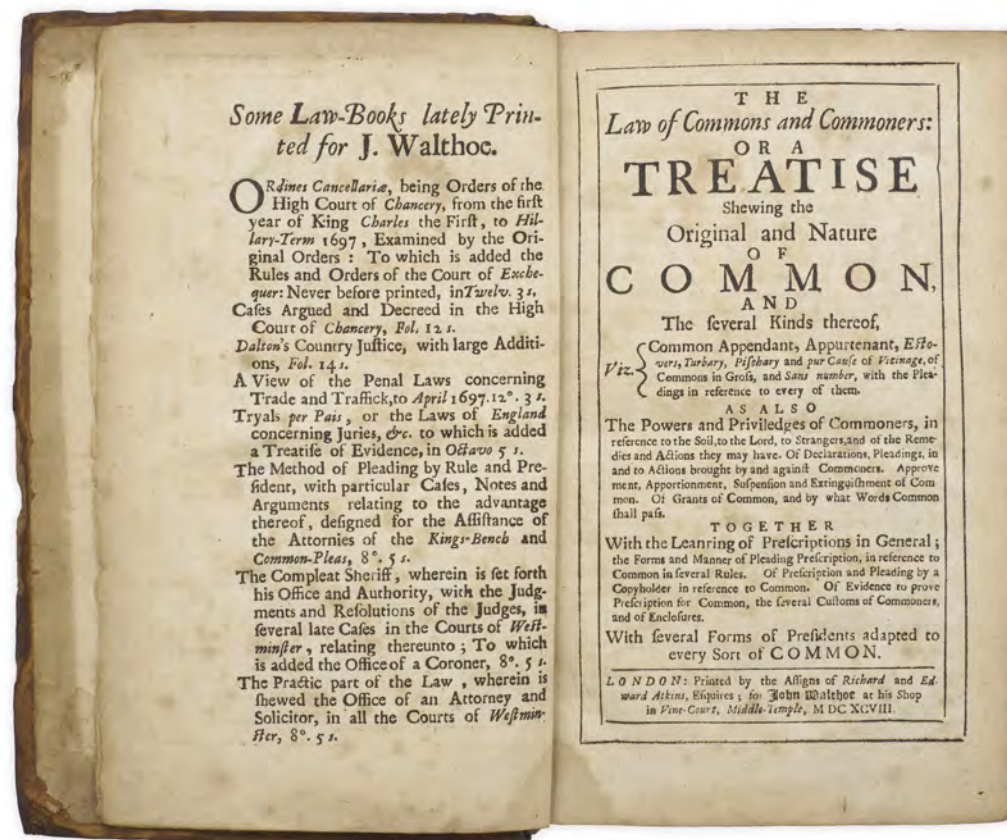 Some Law-Books lately Prin-
ted for J. Walthoe.
ORdines Cancellariæ, being Orders of the
High Court of Chancery, from the firſt
year of King Charles the Firſt, to Hil-
lary-Term 1697, Examined by the Ori-
ginal Orders : To which is added the
Rules and Orders of the Court of Exche-
quer: Never before printed, in Twelv. 3 s.
Caſes Argued and Decreed in the High
Court of Chancery, Fol. 12 s.
Dalton's Country Juſtice, with large Additi-
ons, Fol. 14 s.
A View of the Penal Laws concerning
Trade and Traffick, to April 1697. 12°. 3 s.
Tryals per Pais, or the Laws of England
concerning Juries, &c. to which is added
a Treatiſe of Evidence, in Octavo 5 s.
The Method of Pleading by Rule and Pre-
ſident, with particular Caſes, Notes and
Arguments relating to the advantage
thereof, deſigned for the Aſſiſtance of
the Attornies of the Kings-Bench and
Common-Pleas, 8°. 5 s.
The Compleat Sheriff, wherein is ſet forth
his Office and Authority, with the Judg-
ments and Reſolutions of the Judges, in
ſeveral late Caſes in the Courts of Weſt-
minſter, relating thereunto ; To which
is added the Office of a Coroner, 8°. 5 s.
The Practic part of the Law, wherein is
ſhewed the Office of an Attorney and
Solicitor, in all the Courts of Weſtmin-
ſter, 8°. 5 s.
THE
Law of Commons and Commoners:
OR A
TREATISE
Shewing the
Original and Nature
OF
COMMON,
AND
The ſeveral Kinds thereof,
Viz. Common Appendant, Appurtenant, Eſto-
vers, Turbary, Piſchary and pur Cauſe of Vicinage, of
Commons in Groſs, and Sans number, with the Plea-
dings in reference to every of them.
AS ALSO
The Powers and Priviledges of Commoners, in
reference to the Soil, to the Lord, to Strangers, and of the Reme-
dies and Actions they may have. Of Declarations, Pleadings, in
and to Actions brought by and againſt Commoners. Approve
ment, Apportionment, Suſpenſion and Extinguiſhment of Com
mon. Of Grants of Common, and by what Words Common
ſhall paſs.
TOGETHER
With the Leanring of Preſcriptions in General ;
the Forms and Manner of Pleading Preſcription, in reference to
Common in ſeveral Rules. Of Preſcription and Pleading by a
Copyholder in reference to Common. Of Evidence to prove
Preſcription for Common, the ſeveral Cuſtoms of Commoners,
and of Encloſures.
With ſeveral Forms of Preſidents adapted to
every Sort of COMMON.
LONDON: Printed by the Aſſigns of Richard and Ed-
ward Atkins, Eſquires ; for John Walthoe at his Shop
in Vine-Court, Middle-Temple, M DC XCVIII.